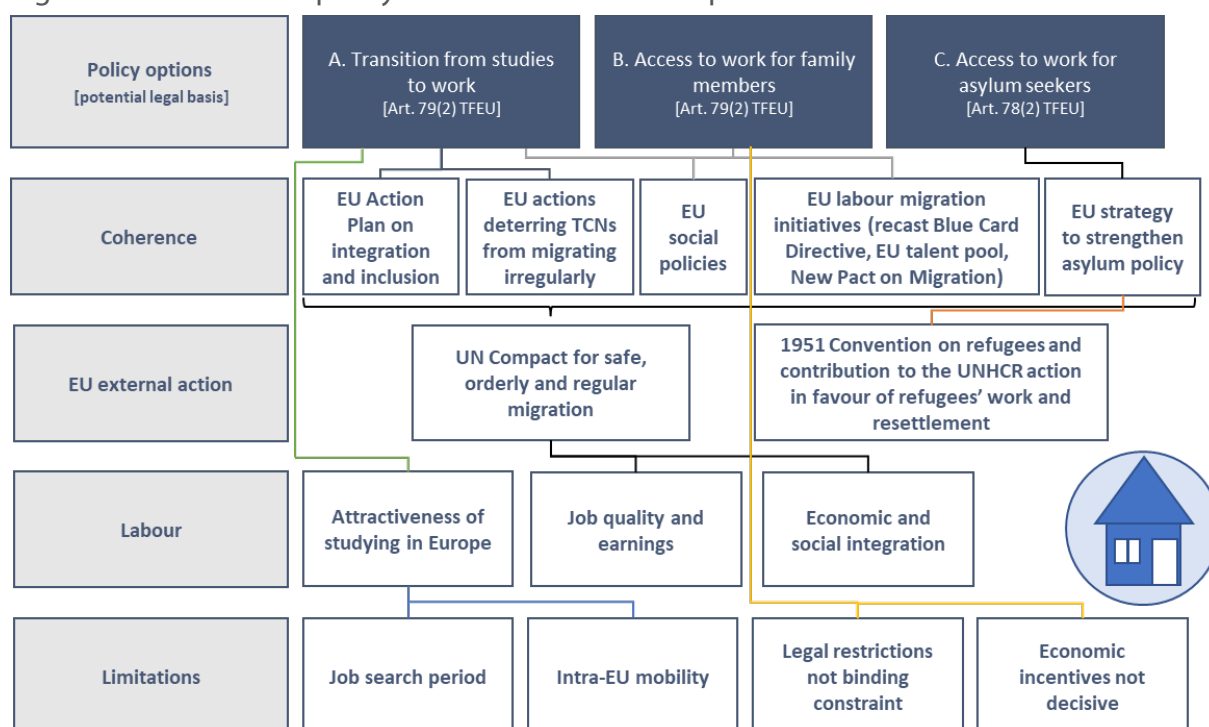 policy
Policy options
[potential legal basis]
A. Transition from studies
to work
[Art. 79(2) TFEU]
B. Access to work for family
members
[Art. 79(2) TFEU]
C. Access to work for
asylum seekers
[Art. 78(2) TFEU]
Coherence
EU Action
Plan on
integration
and inclusion
EU actions
deterring TCNs
from migrating
irregularly
EU
social
policies
EU labour migration
initiatives (recast Blue Card
Directive, EU talent pool,
New Pact on Migration)
EU strategy
to strengthen
asylum policy
EU external action
UN Compact for safe,
orderly and regular
migration
1951 Convention on refugees and
contribution to the UNHCR action
in favour of refugees’ work and
resettlement
Labour
Attractiveness of
studying in Europe
Job quality and
earnings
Economic and
social integration
Limitations
Job search period
Intra-EU mobility
Legal restrictions
not binding
constraint
Economic
incentives not
decisive